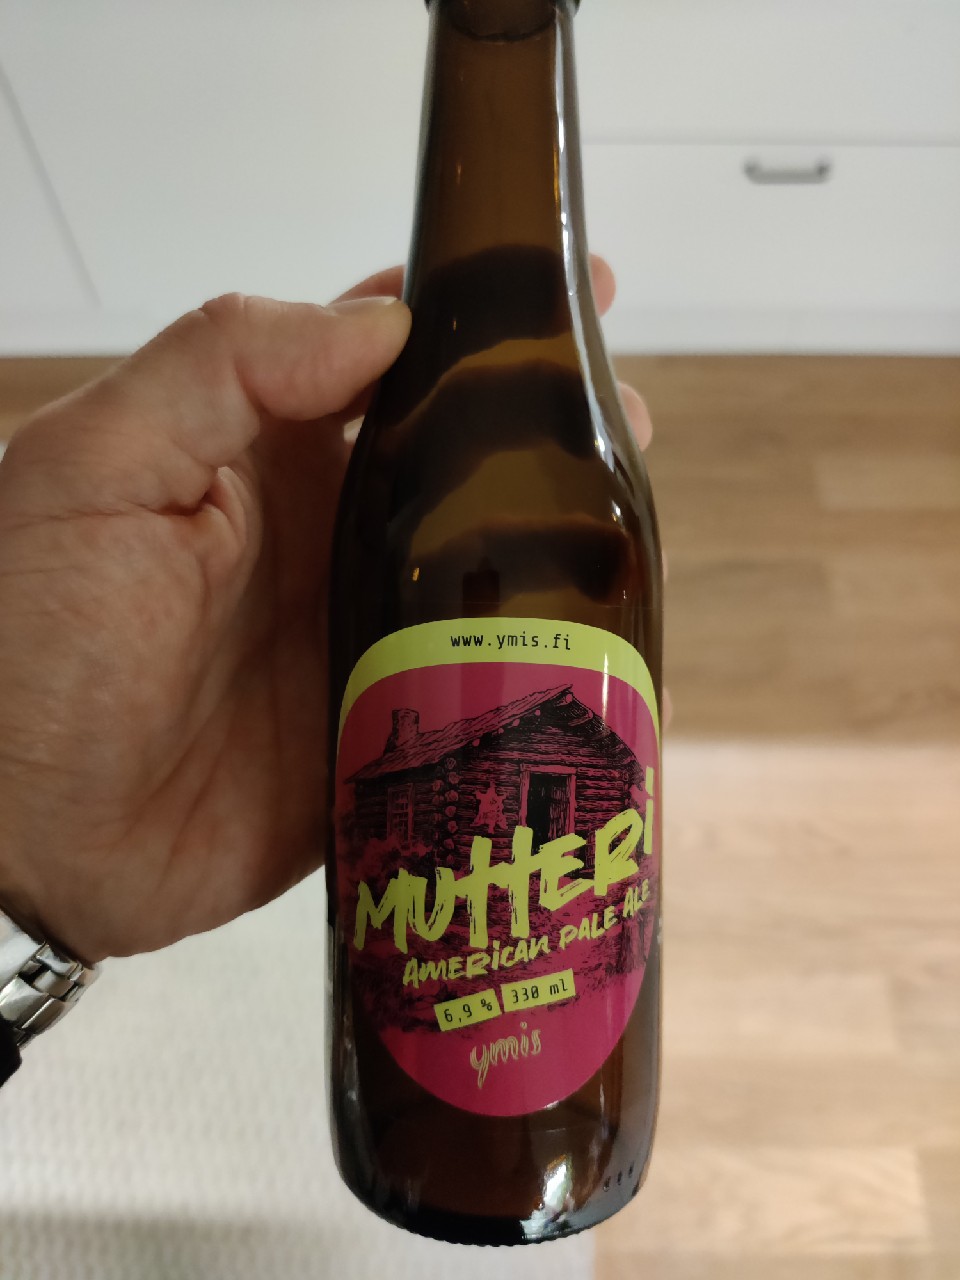 www.ymis.fi
MUTTERI
AMERICAN PALE ALE
6,9 % 330 ml
ymis